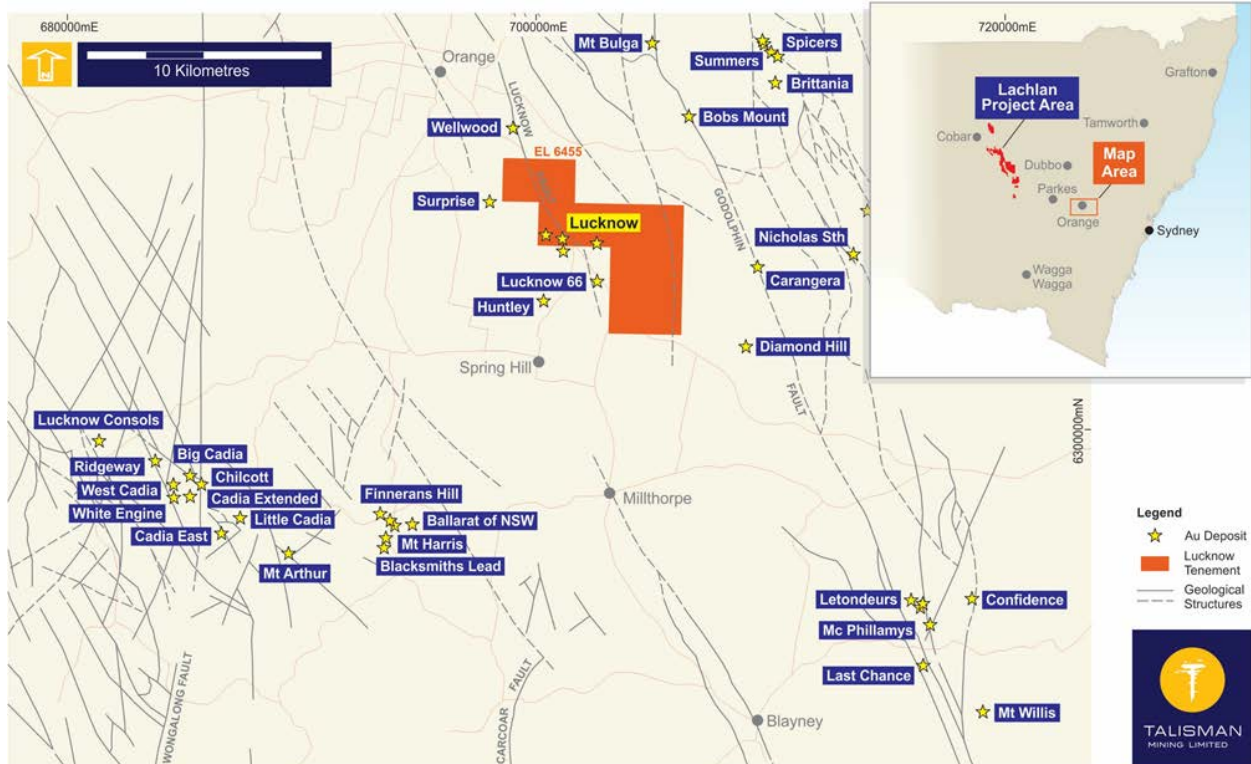 680000mE
700000mE
720000mE
10 Kilometres
Orange
Mt Bulga
Spicers
Summers
Brittania
Bobs Mount
Wellwood
LUCKNOW
EL 6455
Surprise
Lucknow
GODOLPHIN
Nicholas Sth
Carangera
Lucknow 66
Huntley
Diamond Hill
Spring Hill
FAULT
6300000mN
Lucknow Consols
Ridgeway
Big Cadia
West Cadia
Chilcott
White Engine
Cadia Extended
Cadia East
Little Cadia
Mt Arthur
Finnerans Hill
Ballarat of NSW
Mt Harris
Blacksmiths Lead
Millthorpe
Letondeurs
Confidence
Mc Phillamys
Last Chance
Mt Willis
Blayney
WONGALONG FAULT
CARCOAR
FAULT
Grafton
Lachlan
Project Area
Cobar
Tamworth
Dubbo
Map
Area
Parkes
Orange
Sydney
Wagga
Wagga
Legend
Au Deposit
Lucknow
Tenement
Geological
Structures
TALISMAN
MINING LIMITED